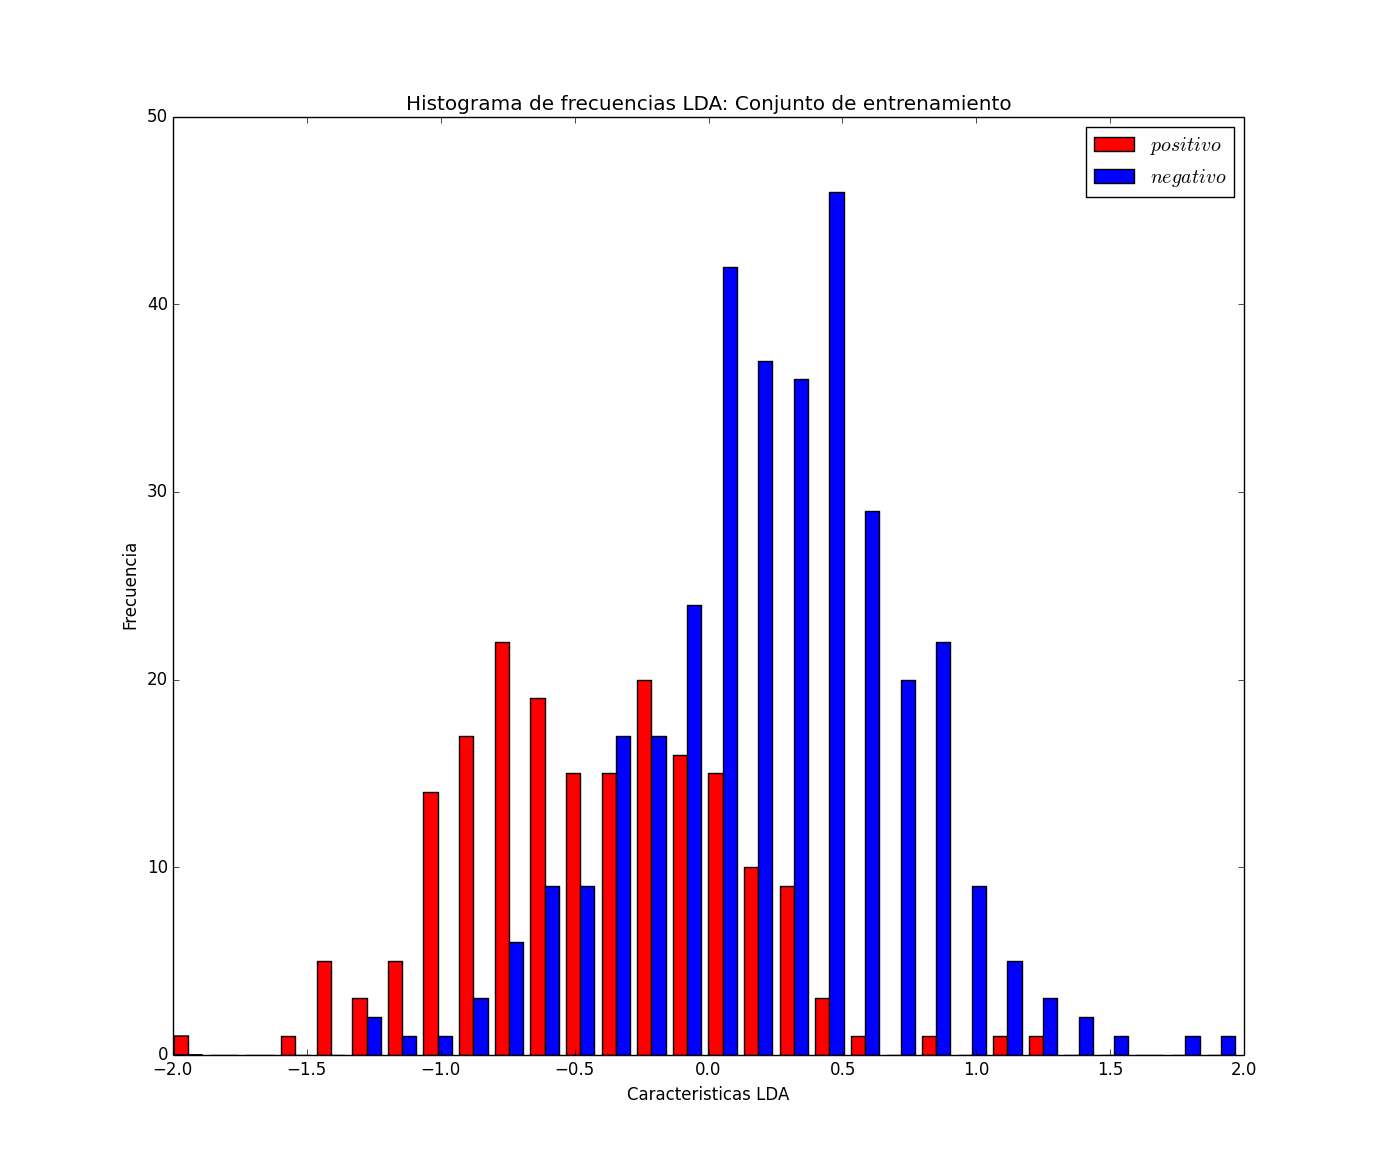 Histograma de frecuencias LDA: Conjunto de entrenamiento
positivo
negativo
50
40
30
20
10
0
Frecuencia
−2.0 −1.5 −1.0 −0.5 0.0 0.5 1.0 1.5 2.0
Caracteristicas LDA